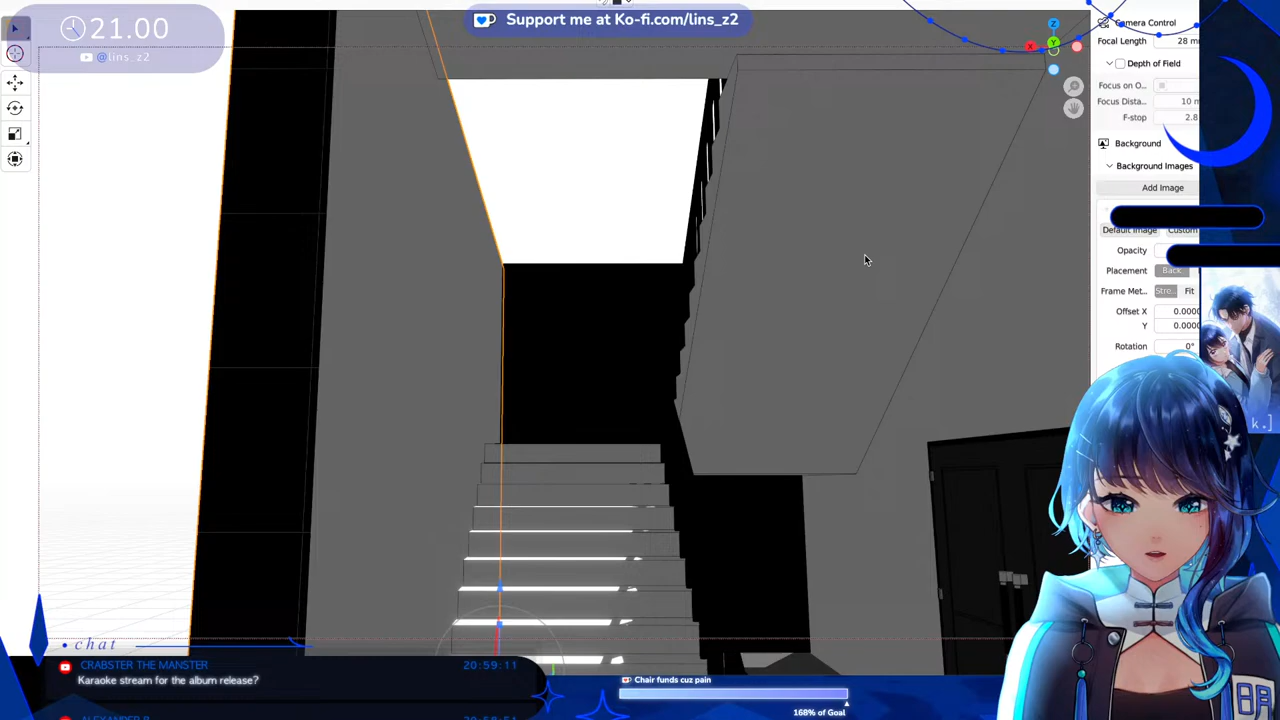 21.00
@lins_z2
Support me at Ko-fi.com/lins_z2
Z
X
Y
Camera Control
Focal Length 28 m
Depth of Field
Focus on O...
Focus Dista... 10 m
F-stop 2.8
Background
Background Images
Add Image
Default Image
Opacity
Placement Back
Frame Met... Stre... Fit
Offset X 0.0000
Y 0.0000
Rotation 0°
k.]
chat
CRABSTER THE MANSTER 20:59:11
Karaoke stream for the album release?
Chair funds cuz pain
168% of Goal